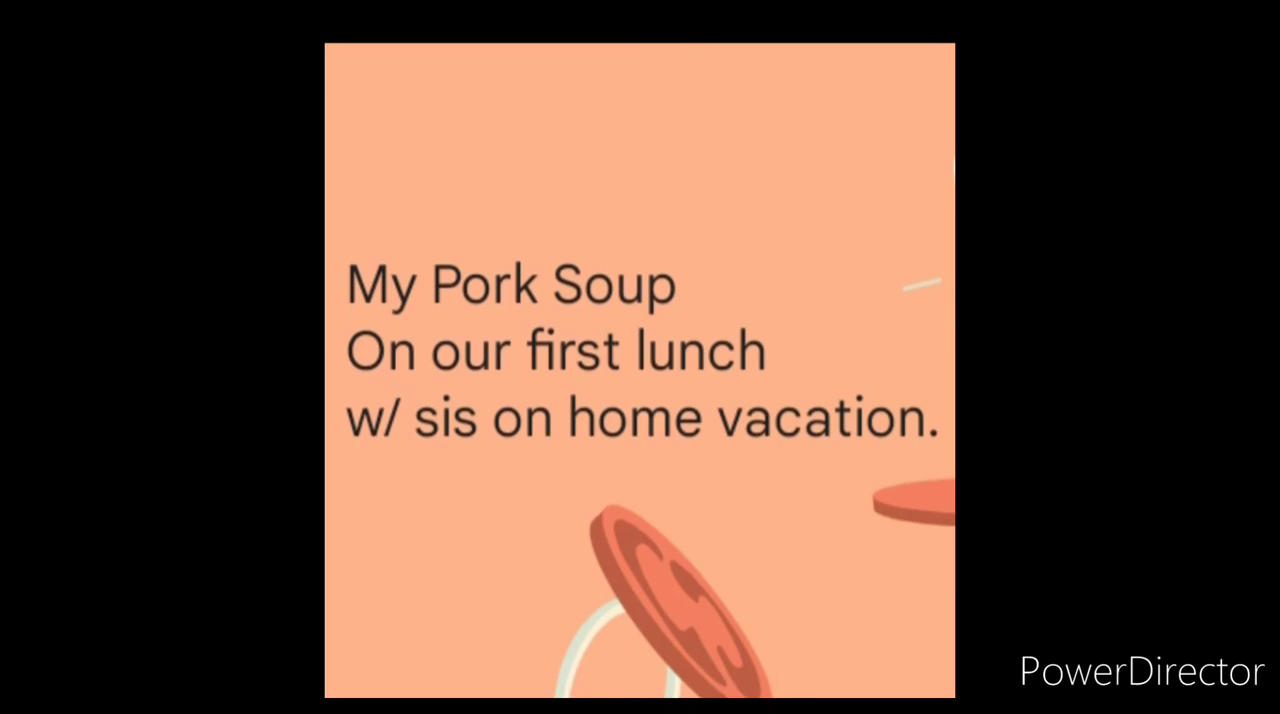 My Pork Soup
On our first lunch
w/ sis on home vacation.
PowerDirector